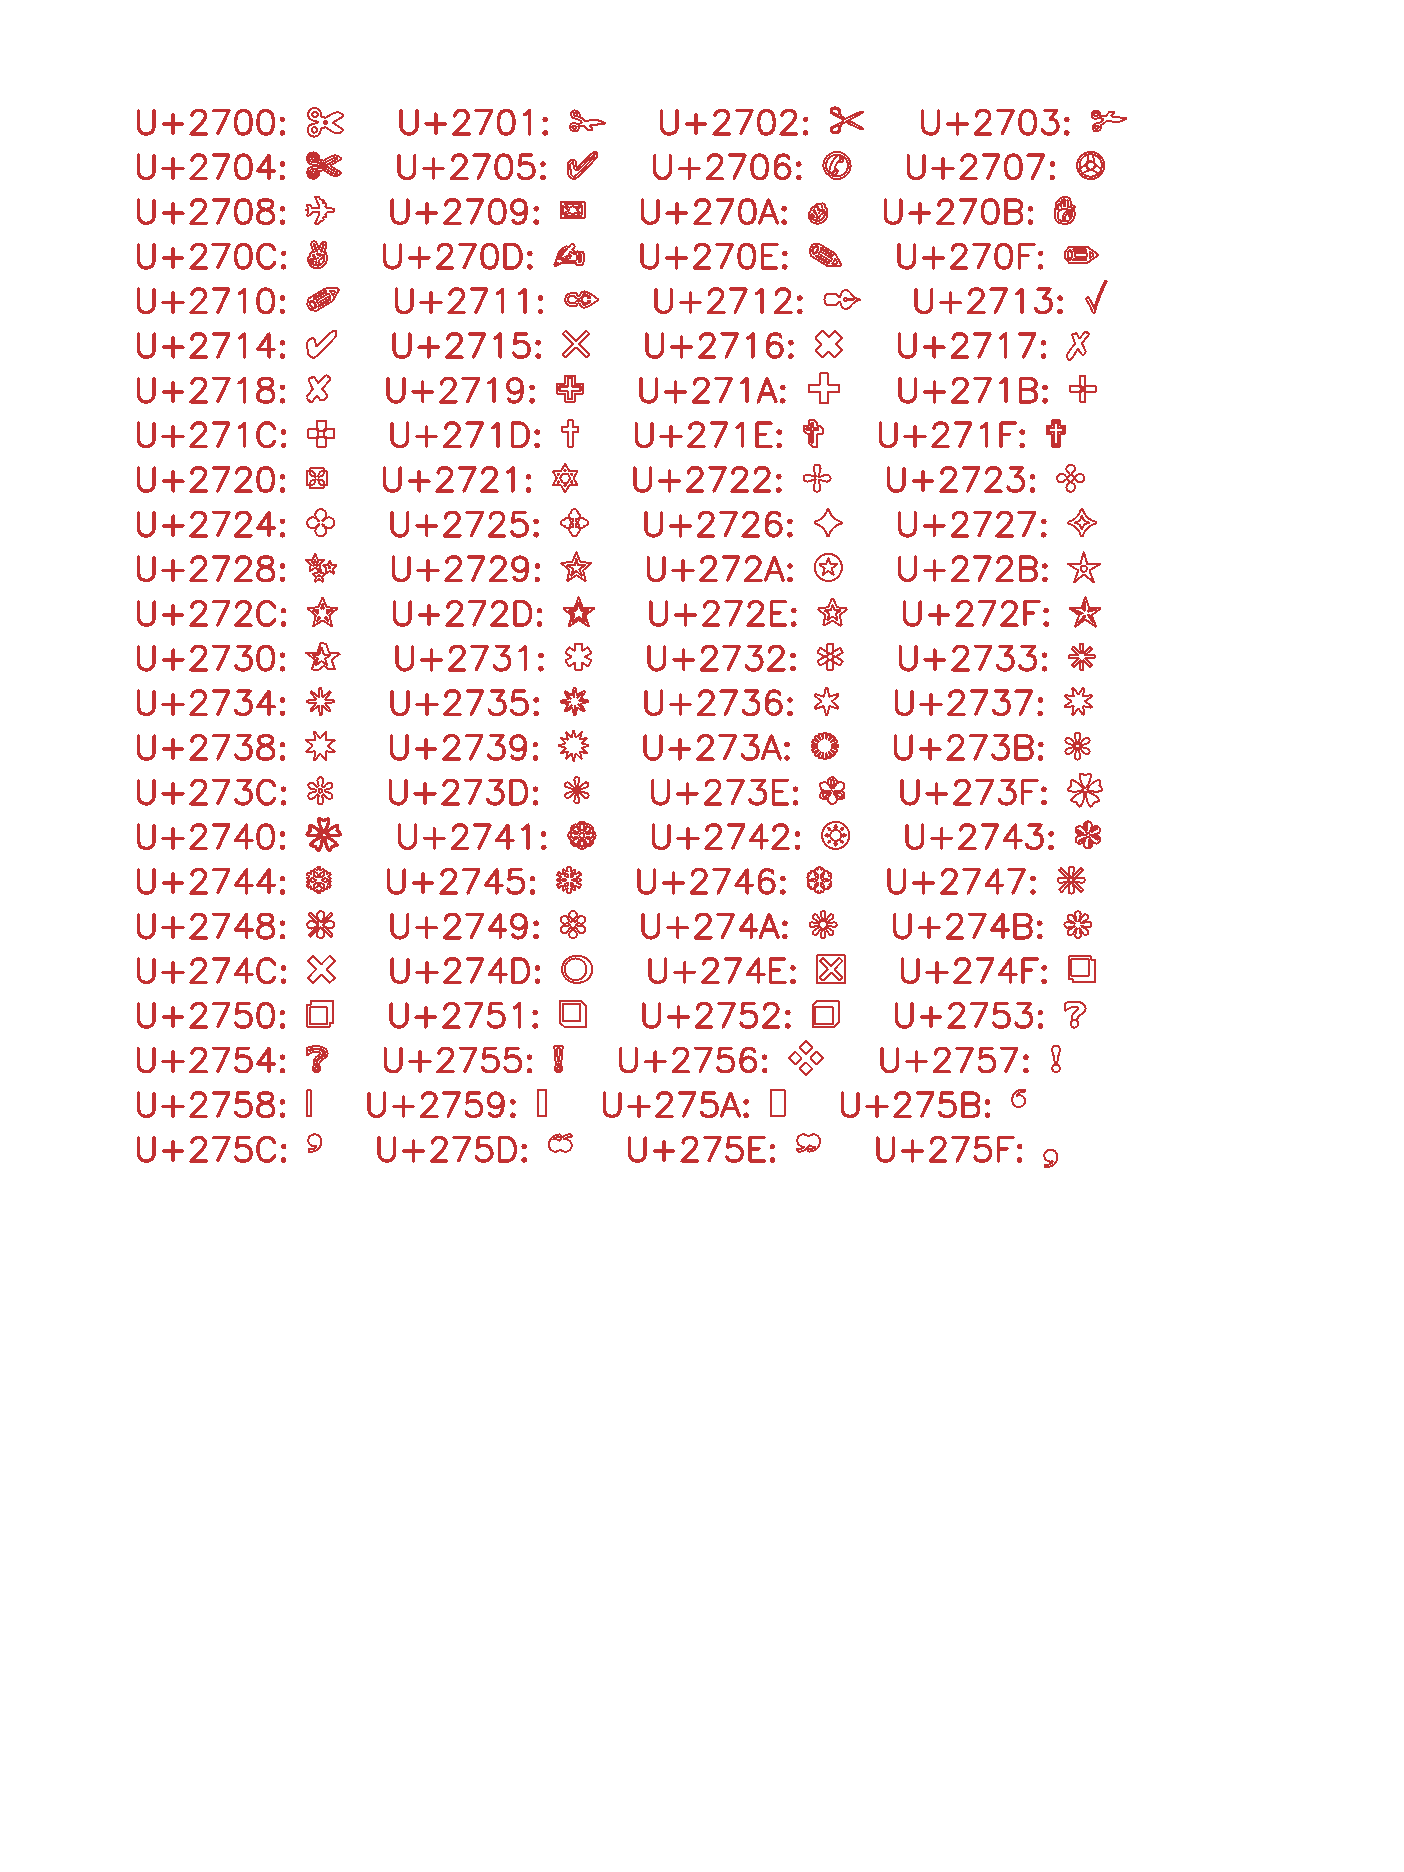 U+2700: ✀ U+2701: ✁ U+2702: ✂ U+2703: ✃
U+2704: ✄ U+2705: ✅ U+2706: ✆ U+2707: ✇
U+2708: ✈ U+2709: ✉ U+270A: ✊ U+270B: ✋
U+270C: ✌ U+270D: ✍ U+270E: ✎ U+270F: ✏
U+2710: ✐ U+2711: ✑ U+2712: ✒ U+2713: ✓
U+2714: ✔ U+2715: ✕ U+2716: ✖ U+2717: ✗
U+2718: ✘ U+2719: ✙ U+271A: ✚ U+271B: ✛
U+271C: ✜ U+271D: ✝ U+271E: ✞ U+271F: ✟
U+2720: ✠ U+2721: ✡ U+2722: ✢ U+2723: ✣
U+2724: ✤ U+2725: ✥ U+2726: ✦ U+2727: ✧
U+2728: ✨ U+2729: ✩ U+272A: ✪ U+272B: ✫
U+272C: ✬ U+272D: ✭ U+272E: ✮ U+272F: ✯
U+2730: ✰ U+2731: ✱ U+2732: ✲ U+2733: ✳
U+2734: ✴ U+2735: ✵ U+2736: ✶ U+2737: ✷
U+2738: ✸ U+2739: ✹ U+273A: ✺ U+273B: ✻
U+273C: ✼ U+273D: ✽ U+273E: ✾ U+273F: ✿
U+2740: ❀ U+2741: ❁ U+2742: ❂ U+2743: ❃
U+2744: ❄ U+2745: ❅ U+2746: ❆ U+2747: ❇
U+2748: ❈ U+2749: ❉ U+274A: ❊ U+274B: ❋
U+274C: ❌ U+274D: ❍ U+274E: ❎ U+274F: ❏
U+2750: ❐ U+2751: ❑ U+2752: ❒ U+2753: ❓
U+2754: ❔ U+2755: ❕ U+2756: ❖ U+2757: ❗
U+2758: ❘ U+2759: ❙ U+275A: ❚ U+275B: ❛
U+275C: ❜ U+275D: ❝ U+275E: ❞ U+275F: ❟